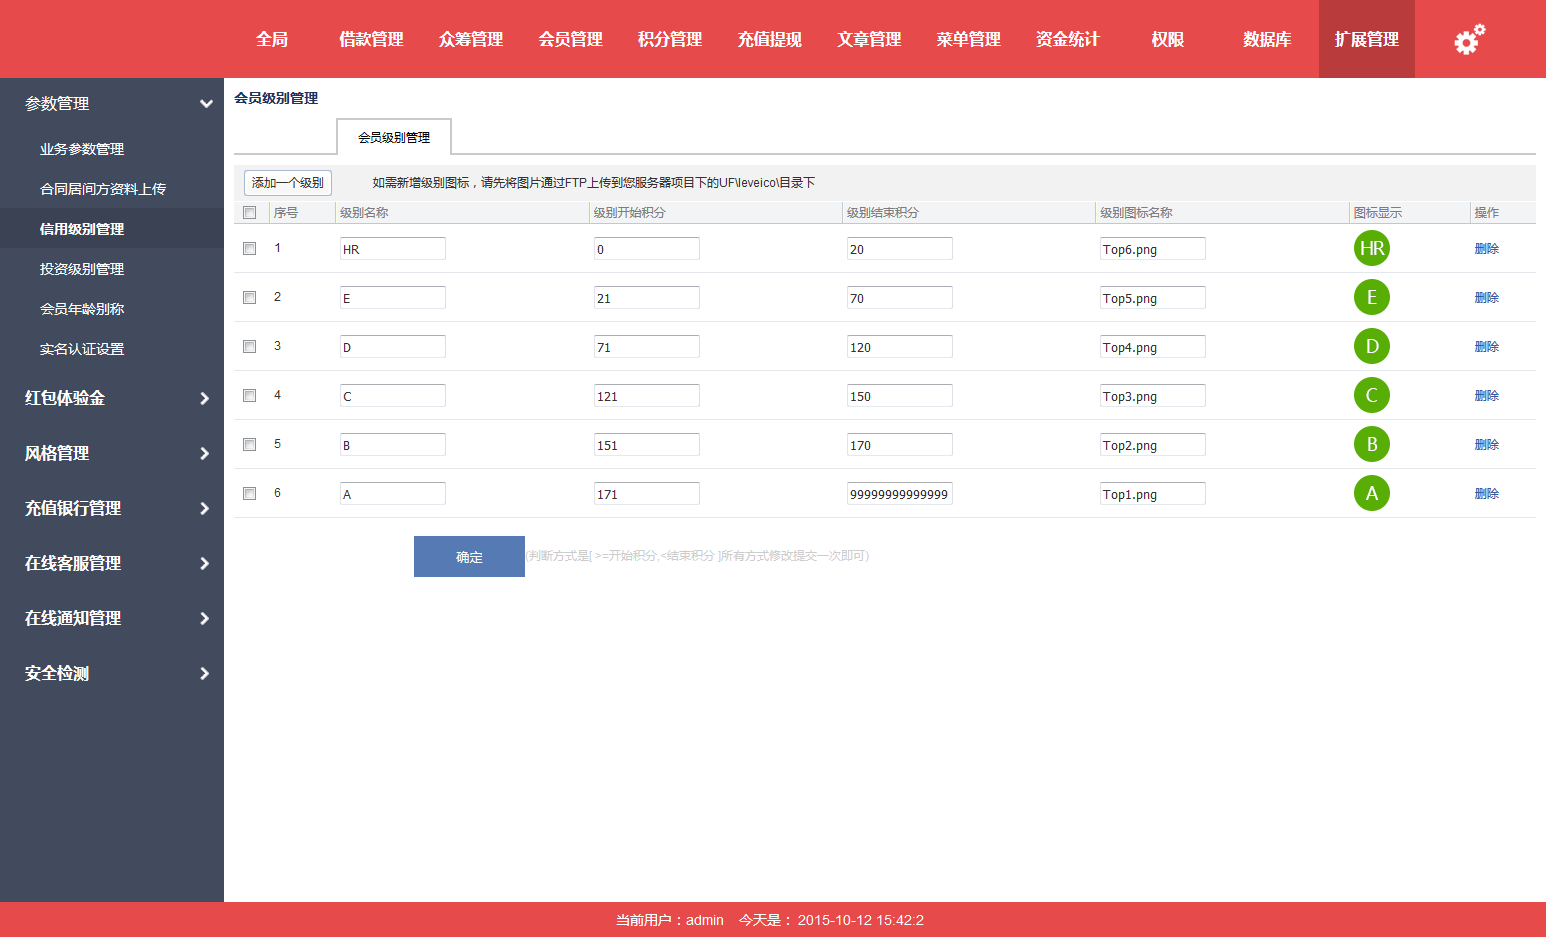 全局 借款管理 众筹管理 会员管理 积分管理 充值提现 文章管理 菜单管理 资金统计 权限 数据库 扩展管理
参数管理
业务参数管理
合同居间方资料上传
信用级别管理
投资级别管理
会员年龄别称
实名认证设置
红包体验金
风格管理
充值银行管理
在线客服管理
在线通知管理
安全检测
会员级别管理
会员级别管理
添加一个级别 如需新增级别图标，请先将图片通过FTP上传到您服务器项目下的UF\leveico\目录下
序号 级别名称 级别开始积分 级别结束积分 级别图标名称 图标显示 操作
1 HR 0 20 Top6.png HR 删除
2 E 21 70 Top5.png E 删除
3 D 71 120 Top4.png D 删除
4 C 121 150 Top3.png C 删除
5 B 151 170 Top2.png B 删除
6 A 171 99999999999999 Top1.png A 删除
确定 (判断方式是[ >=开始积分,<结束积分 ]所有方式修改提交一次即可)
当前用户：admin 今天是： 2015-10-12 15:42:2